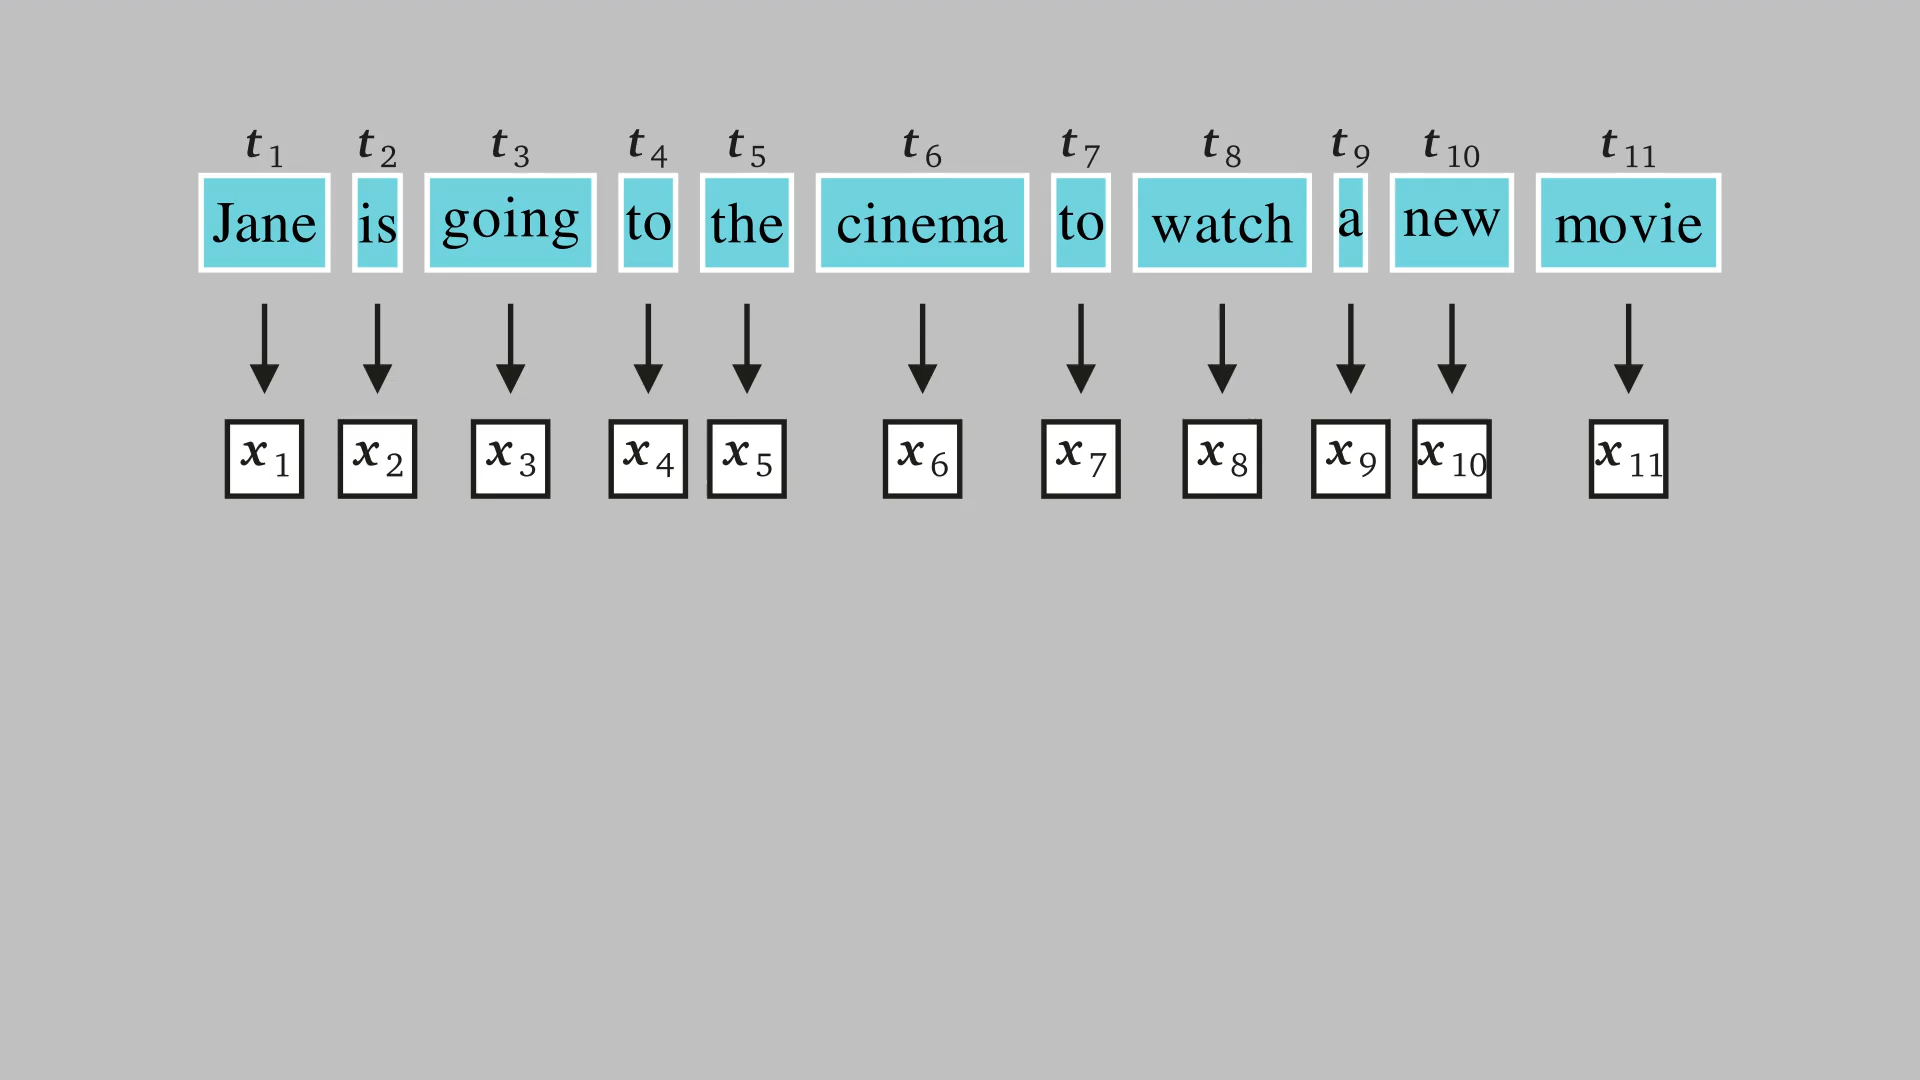 t1 t2 t3 t4 t5 t6 t7 t8 t9 t10 t11
Jane is going to the cinema to watch a new movie
x1 x2 x3 x4 x5 x6 x7 x8 x9 x10 x11